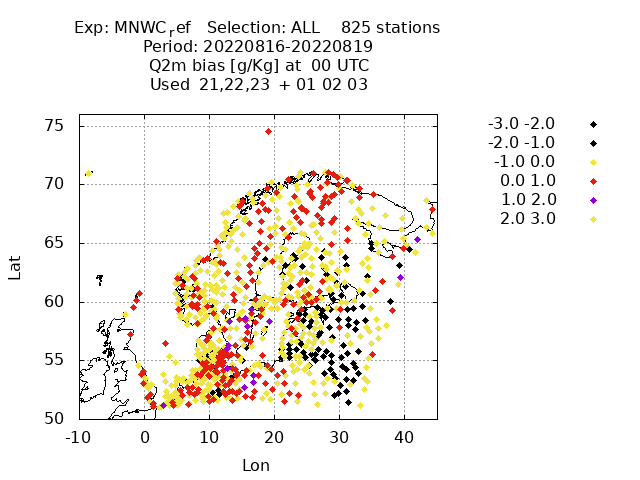 Exp: MNWCref Selection: ALL 825 stations
Period: 20220816-20220819
Q2m bias [g/Kg] at 00 UTC
Used 21,22,23 + 01 02 03
75
70
65
60
55
50
-10 0 10 20 30 40
Lat
Lon
-3.0 -2.0
-2.0 -1.0
-1.0 0.0
0.0 1.0
1.0 2.0
2.0 3.0